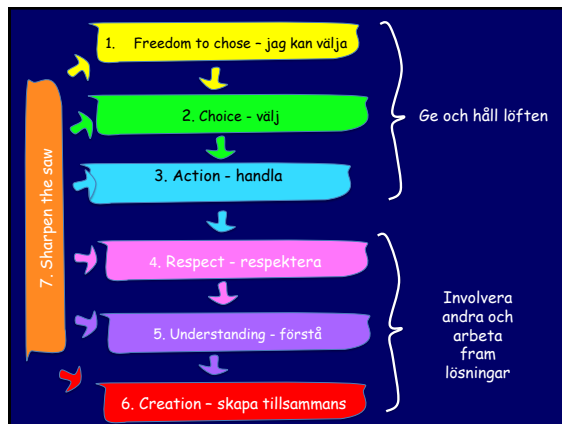 1. Freedom to chose – jag kan välja
2. Choice - välj
3. Action - handla
4. Respect – respektera
5. Understanding - förstå
6. Creation – skapa tillsammans
7. Sharpen the saw
Ge och håll löften
Involvera
andra och
arbeta
fram
lösningar